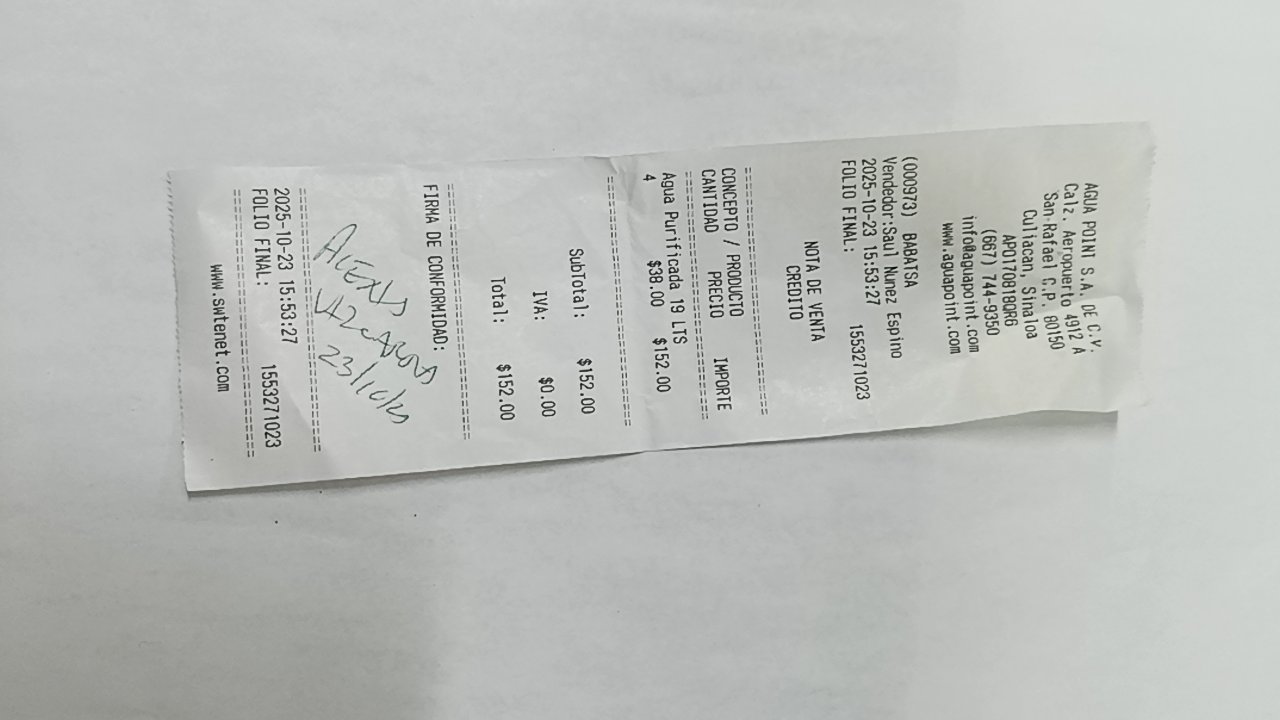 AGUA POINT S.A. DE C.V.
Calz. Aeropuerto 4912 A
San.Rafael C.P. 80150
Culiacan, Sinaloa
APO170818QR6
(667) 744-9350
info@aguapoint.com
www.aguapoint.com
(000973) BABATSA
Vendedor:Saul Nunez Espino
2025-10-23 15:53:27
FOLIO FINAL: 1553271023
NOTA DE VENTA
CREDITO
CONCEPTO / PRODUCTO
CANTIDAD PRECIO IMPORTE
Agua Purificada 19 LTS
4 $38.00 $152.00
SubTotal: $152.00
IVA: $0.00
Total: $152.00
FIRMA DE CONFORMIDAD:
ALEXIS
23/10/
2025-10-23 15:53:27
FOLIO FINAL: 1553271023
www.swtenet.com